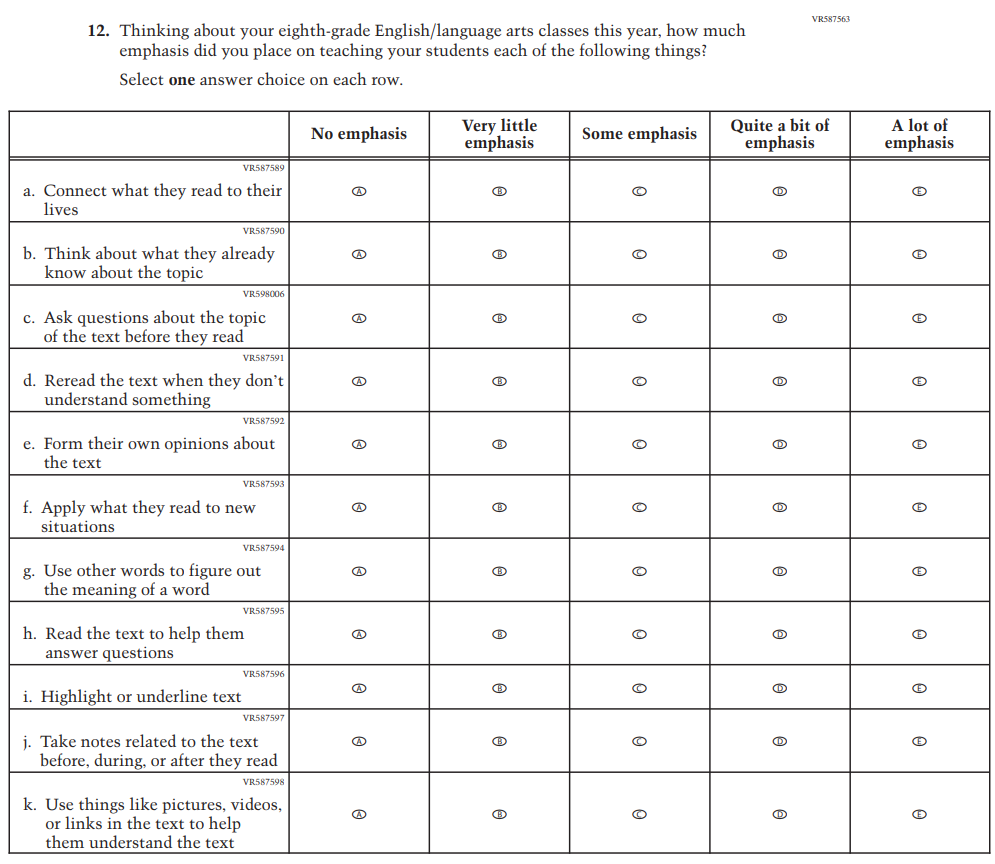 VR587563
12. Thinking about your eighth-grade English/language arts classes this year, how much
emphasis did you place on teaching your students each of the following things?
Select one answer choice on each row.
No emphasis
Very little
emphasis
Some emphasis
Quite a bit of
emphasis
A lot of
emphasis
VR587589
a. Connect what they read to their
lives
A B C D E
VR587590
b. Think about what they already
know about the topic
A B C D E
VR598006
c. Ask questions about the topic
of the text before they read
A B C D E
VR587591
d. Reread the text when they don't
understand something
A B C D E
VR587592
e. Form their own opinions about
the text
A B C D E
VR587593
f. Apply what they read to new
situations
A B C D E
VR587594
g. Use other words to figure out
the meaning of a word
A B C D E
VR587595
h. Read the text to help them
answer questions
A B C D E
VR587596
i. Highlight or underline text
A B C D E
VR587597
j. Take notes related to the text
before, during, or after they read
A B C D E
VR587598
k. Use things like pictures, videos,
or links in the text to help
them understand the text
A B C D E